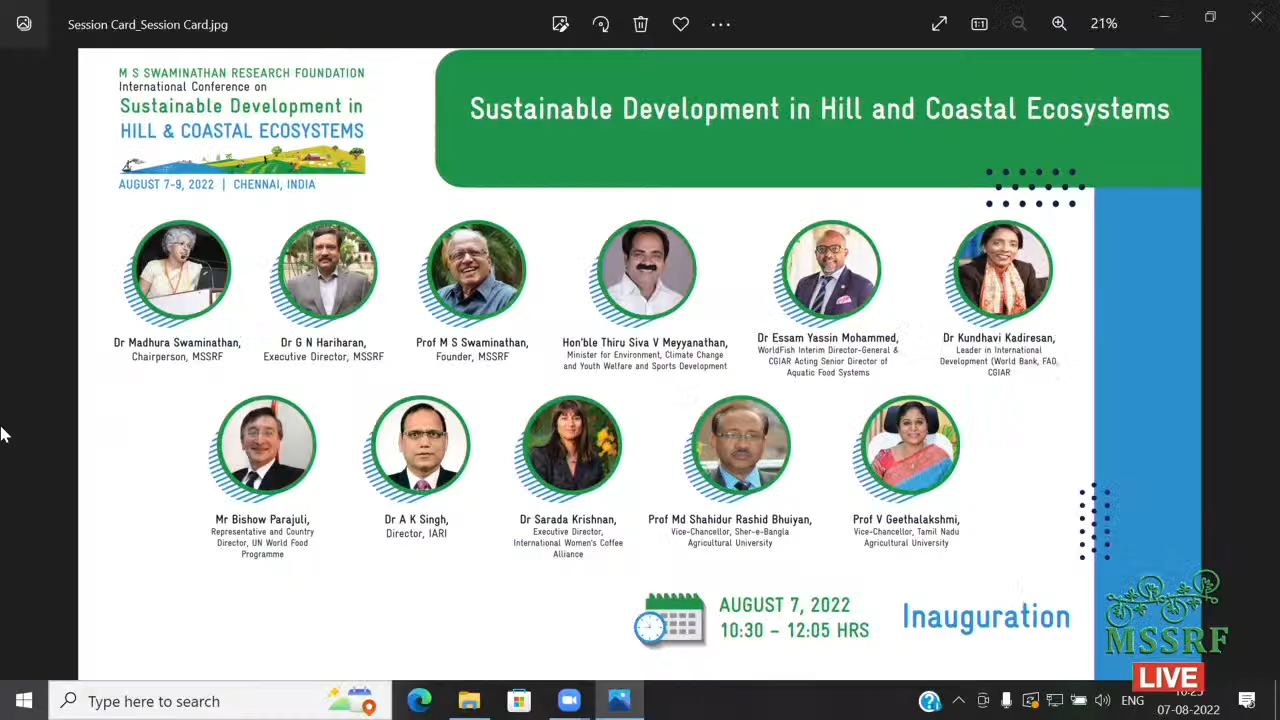 Session Card_Session Card.jpg
21%
M S SWAMINATHAN RESEARCH FOUNDATION
International Conference on
Sustainable Development in
HILL & COASTAL ECOSYSTEMS
AUGUST 7-9, 2022 | CHENNAI, INDIA
Sustainable Development in Hill and Coastal Ecosystems
Dr Madhura Swaminathan,
Chairperson, MSSRF
Dr G N Hariharan,
Executive Director, MSSRF
Prof M S Swaminathan,
Founder, MSSRF
Hon'ble Thiru Siva V Meyyanathan,
Minister for Environment, Climate Change
and Youth Welfare and Sports Development
Dr Essam Yassin Mohammed,
WorldFish Interim Director-General &
CGIAR Acting Senior Director of
Aquatic Food Systems
Dr Kundhavi Kadiresan,
Leader in International
Development (World Bank, FAO,
CGIAR
Mr Bishow Parajuli,
Representative and Country
Director, UN World Food
Programme
Dr A K Singh,
Director, IARI
Dr Sarada Krishnan,
Executive Director,
International Women's Coffee
Alliance
Prof Md Shahidur Rashid Bhuiyan,
Vice-Chancellor, Sher-e-Bangla
Agricultural University
Prof V Geethalakshmi,
Vice-Chancellor, Tamil Nadu
Agricultural University
AUGUST 7, 2022
10:30 - 12:05 HRS
Inauguration
MSSRF
LIVE
Type here to search
ENG
07-08-2022